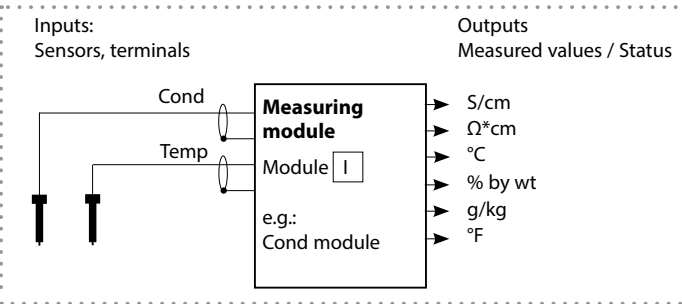 Inputs:
Sensors, terminals
Outputs
Measured values / Status
Cond
Temp
Measuring
module
Module I
e.g.:
Cond module
S/cm
Ω*cm
°C
% by wt
g/kg
°F